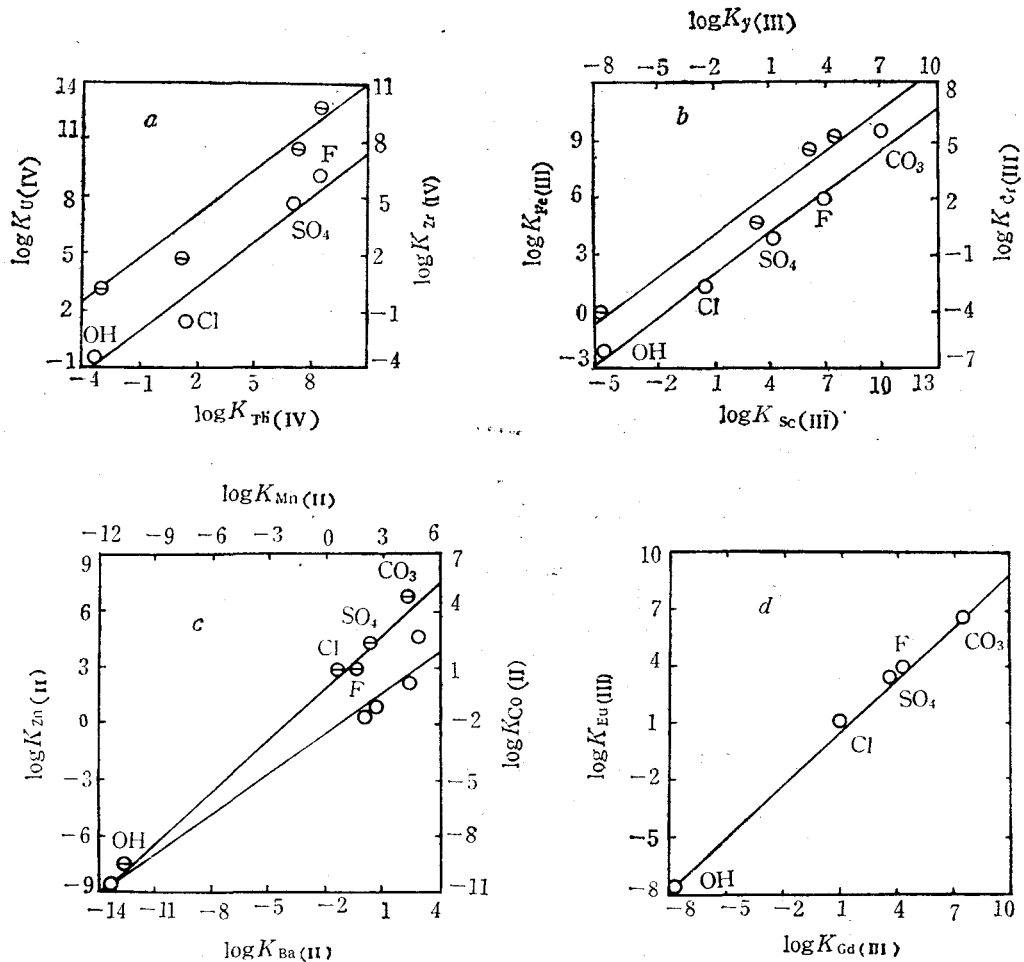 logKy(III)
14
11
8
5
2
−1
a
11
8
5
2
−1
−4
F
SO₄
Cl
OH
−4 −1 2 5 8
logKU(IV)
logKZr(IV)
logKTh(IV)
−8 −5 −2 1 4 7 10
9
6
3
0
−3
b
8
5
2
−1
−4
−7
CO₃
F
SO₄
Cl
OH
−5 −2 1 4 7 10 13
logKFe(III)
logKCr(III)
logK Sc(III)
logKMn(II)
−12 −9 −6 −3 0 3 6
9
6
3
0
−3
−6
−9
c
7
4
1
−2
−5
−8
−11
CO₃
SO₄
Cl
F
OH
−14 −11 −8 −5 −2 1 4
logKZn(II)
logKCo(II)
logKBa(II)
10
7
4
1
−2
−5
−8
d
F
CO₃
SO₄
Cl
OH
−8 −5 −2 1 4 7 10
logKEu(III)
logKGd(III)